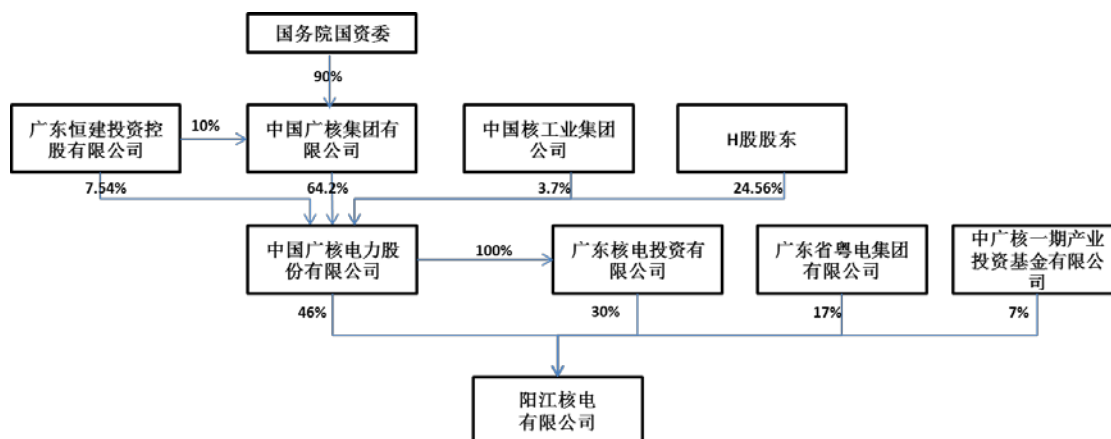 国务院国资委
90%
广东恒建投资控
股有限公司
10%
中国广核集团有
限公司
中国核工业集团
公司
H股股东
7.54%
64.2%
3.7%
24.56%
中国广核电力股
份有限公司
100%
广东核电投资有
限公司
广东省粤电集团
有限公司
中广核一期产业
投资基金有限公
司
46%
30%
17%
7%
阳江核电
有限公司